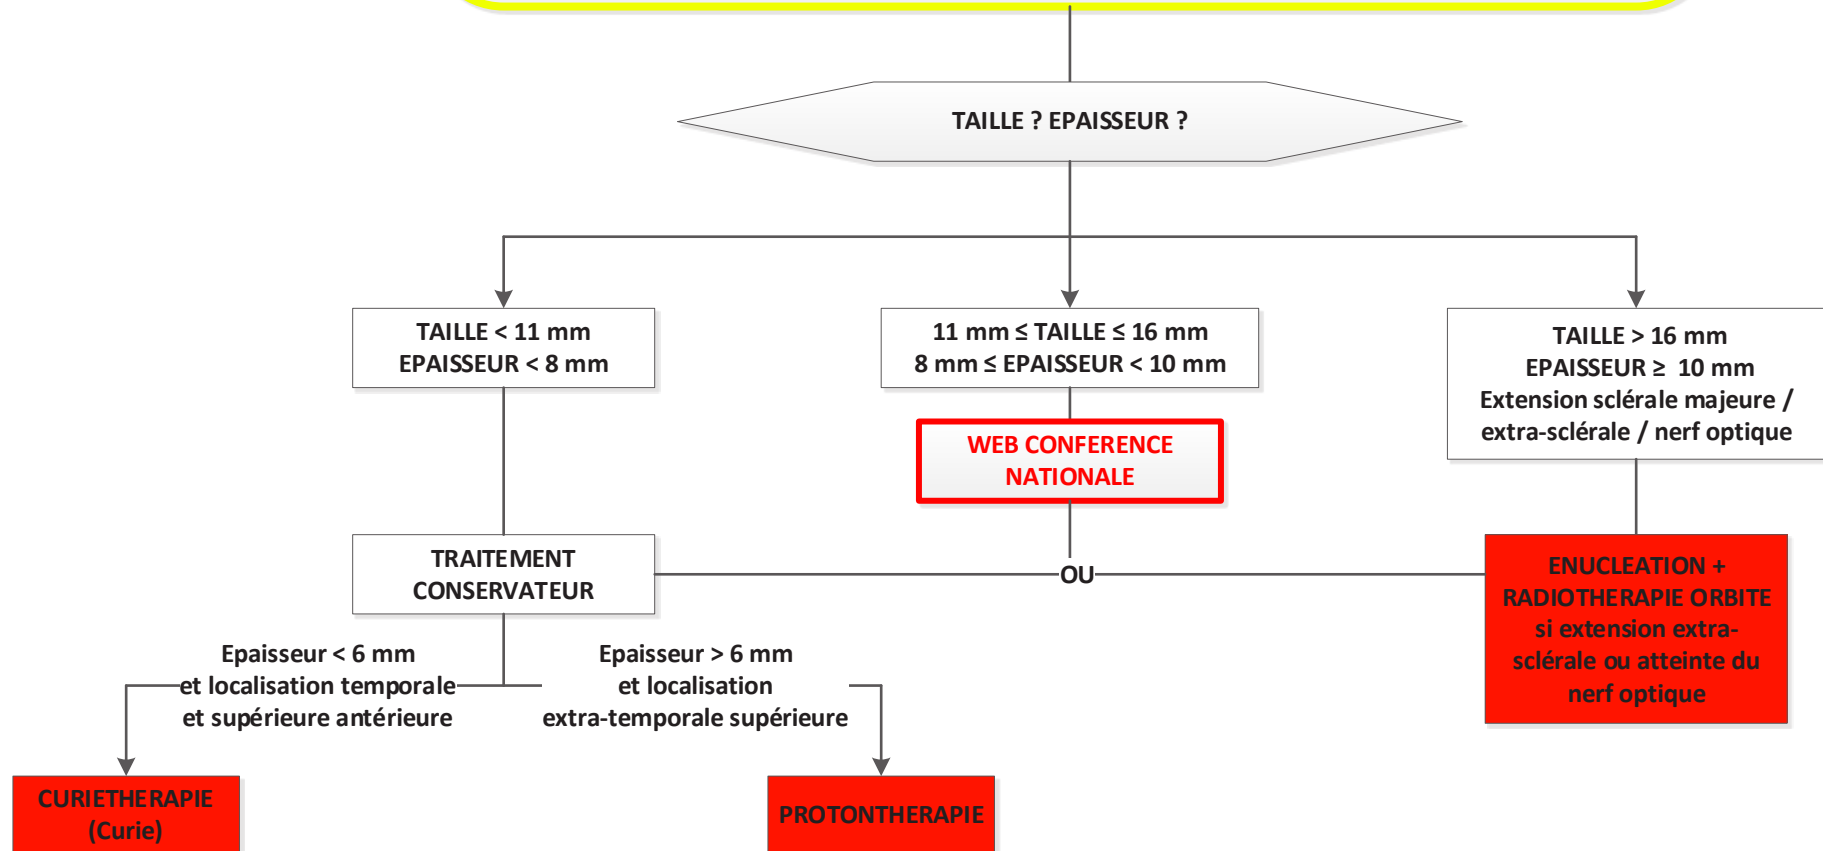 TAILLE ? EPAISSEUR ?
TAILLE < 11 mm
EPAISSEUR < 8 mm
11 mm ≤ TAILLE ≤ 16 mm
8 mm ≤ EPAISSEUR < 10 mm
TAILLE > 16 mm
EPAISSEUR ≥ 10 mm
Extension sclérale majeure /
extra-sclérale / nerf optique
WEB CONFERENCE
NATIONALE
TRAITEMENT
CONSERVATEUR
OU
ENUCLEATION +
RADIOTHERAPIE ORBITE
si extension extra-
sclérale ou atteinte du
nerf optique
Epaisseur < 6 mm
et localisation temporale
et supérieure antérieure
Epaisseur > 6 mm
et localisation
extra-temporale supérieure
CURIETHERAPIE
(Curie)
PROTONTHERAPIE